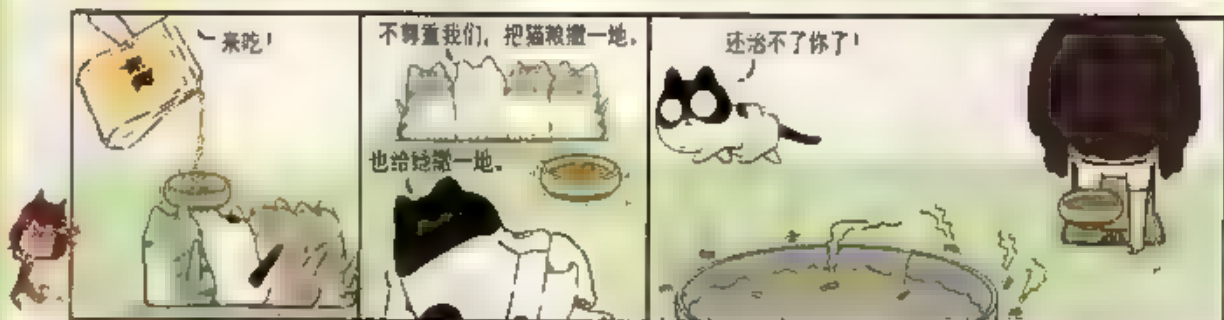 来吃！
不尊重我们，把猫粮撒一地。
也给她撒一地。
还治不了你了！